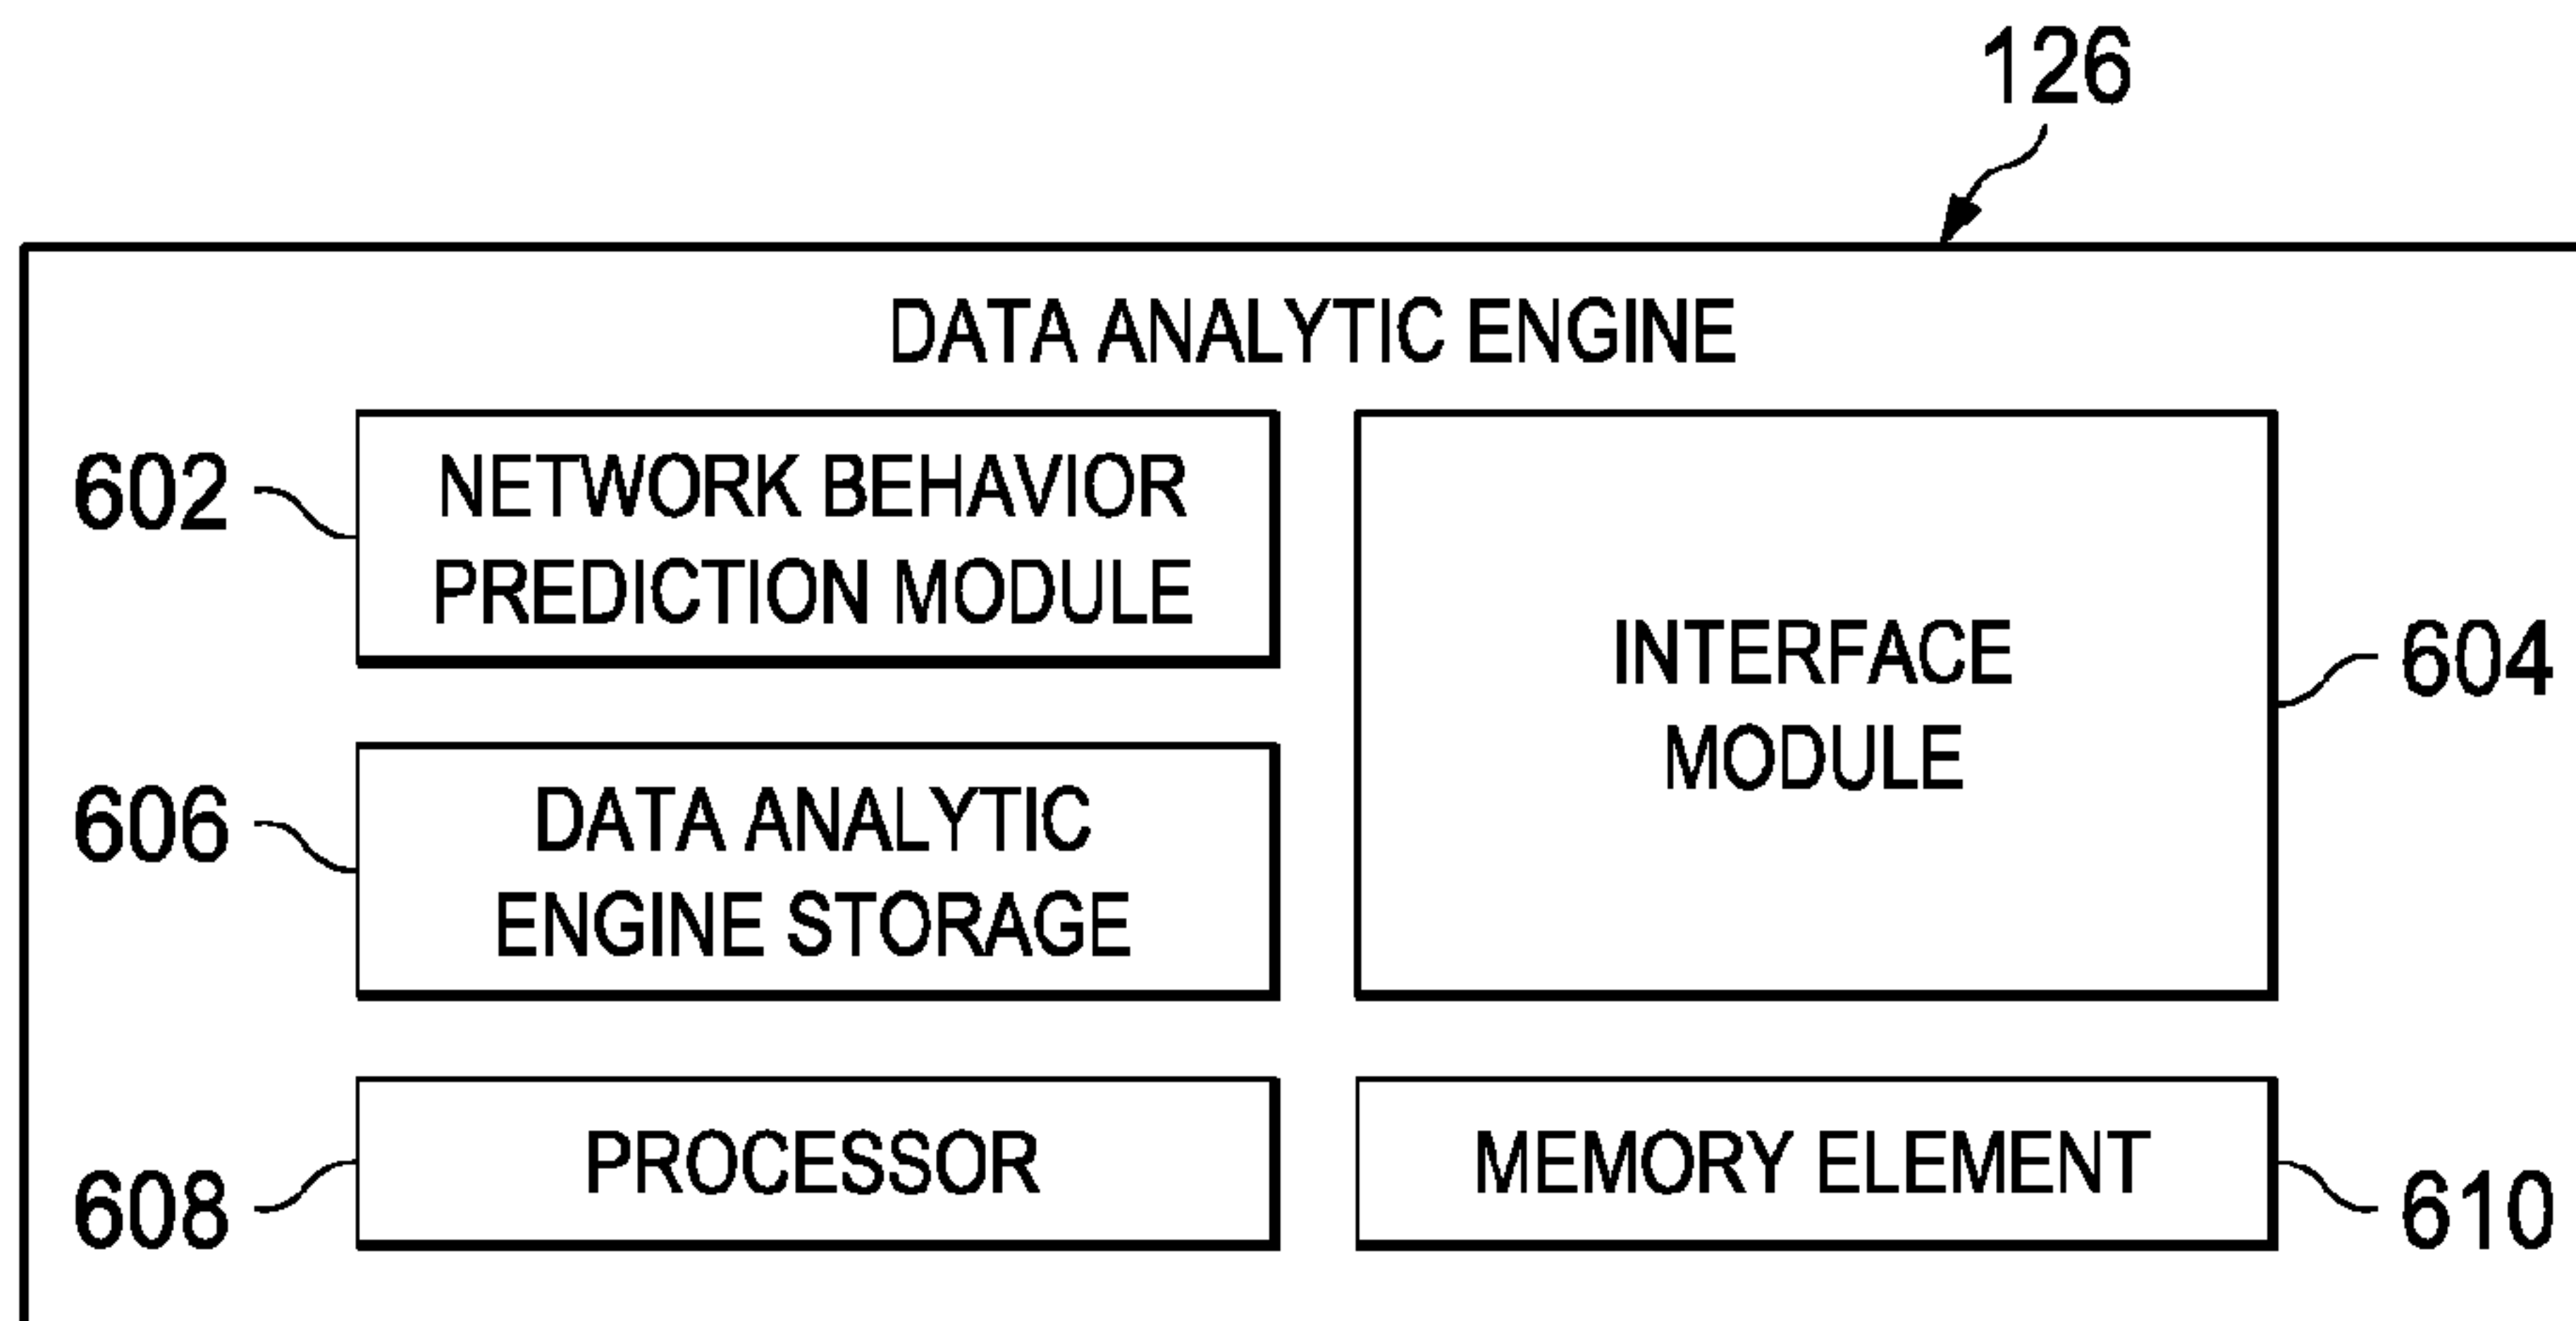 126
DATA ANALYTIC ENGINE
602
NETWORK BEHAVIOR
PREDICTION MODULE
INTERFACE
MODULE
604
606
DATA ANALYTIC
ENGINE STORAGE
608
PROCESSOR
MEMORY ELEMENT
610